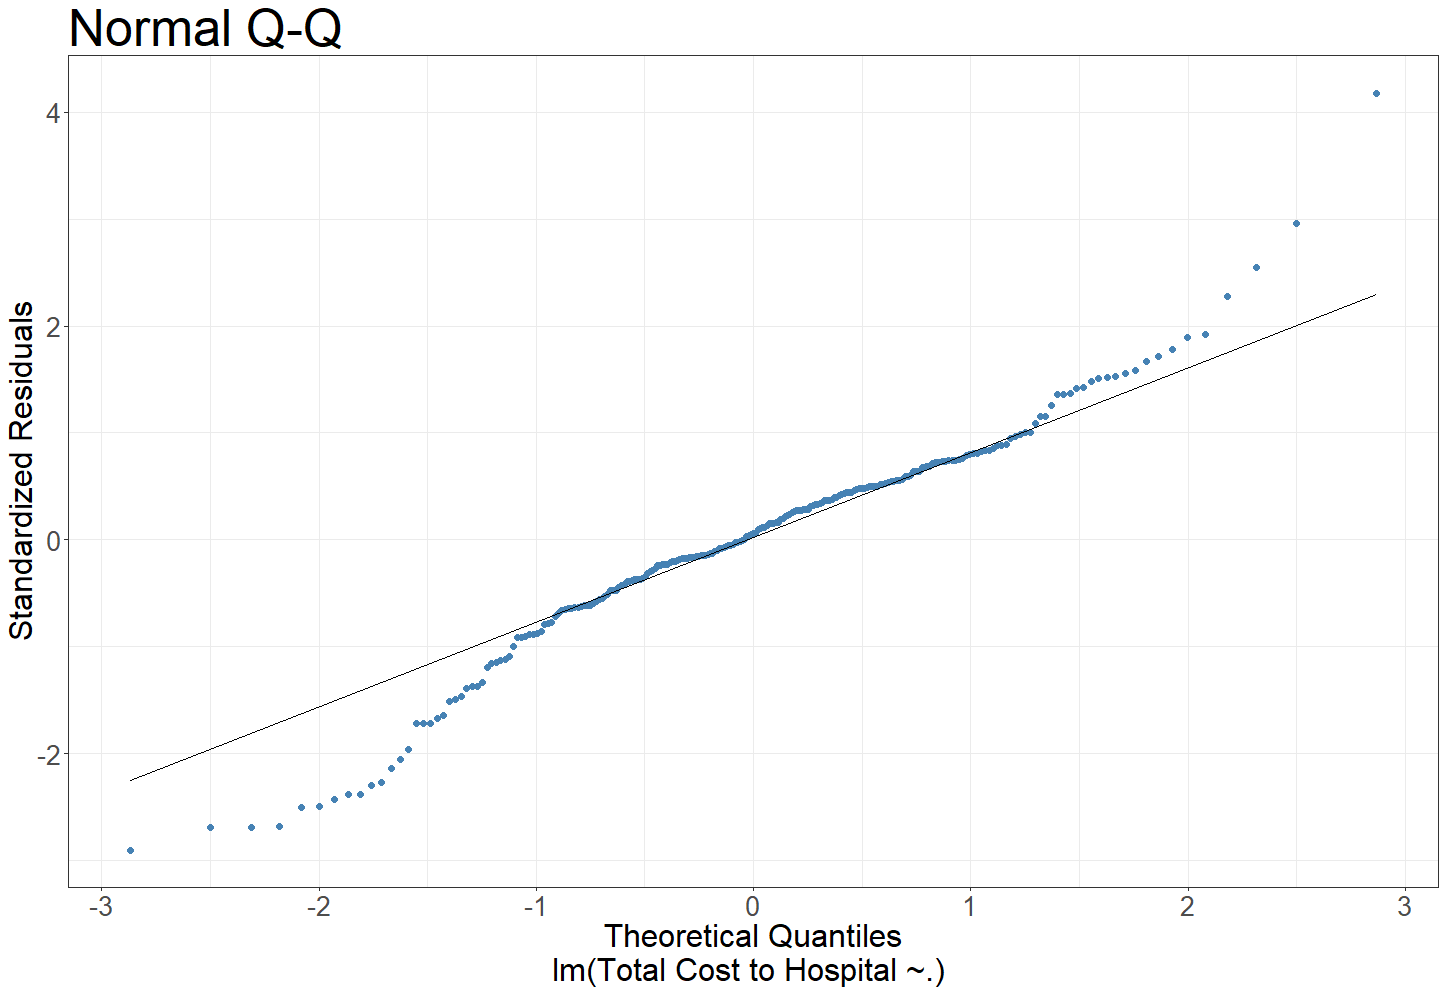 Normal Q-Q
Standardized Residuals
4
2
0
-2
-3 -2 -1 0 1 2 3
Theoretical Quantiles
lm(Total Cost to Hospital ~.)